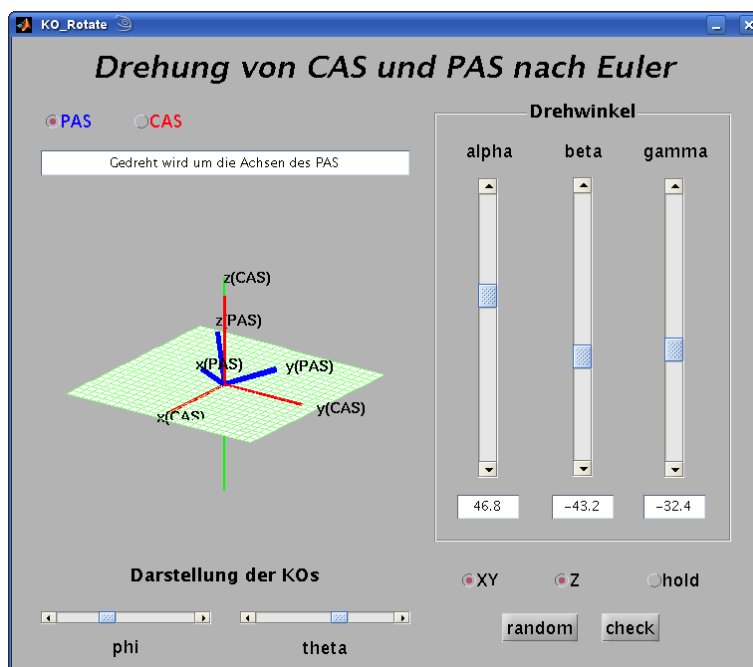 KO_Rotate
Drehung von CAS und PAS nach Euler
PAS
CAS
Gedreht wird um die Achsen des PAS
z(CAS)
z(PAS)
x(PAS)
y(PAS)
x(CAS)
y(CAS)
Drehwinkel
alpha
beta
gamma
46.8
−43.2
−32.4
Darstellung der KOs
phi
theta
XY
Z
hold
random
check